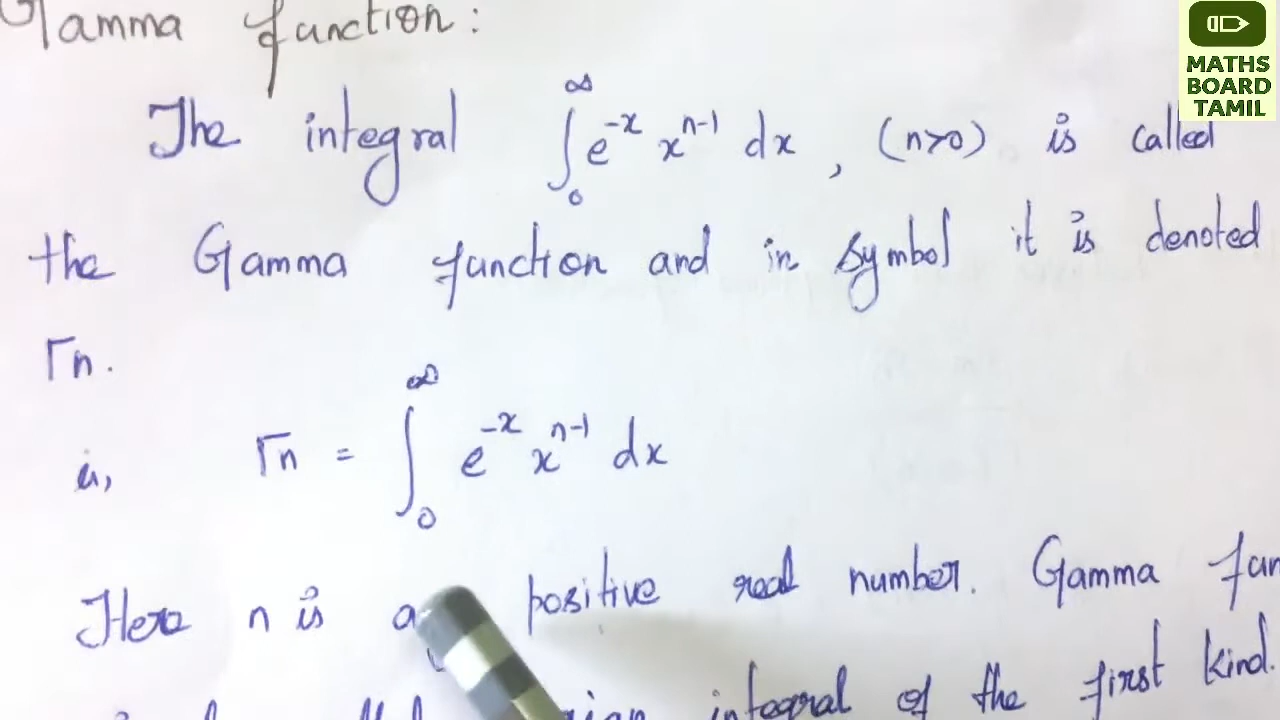 Gamma function:
MATHS
BOARD
TAMIL
The integral ∫₀^∞ e^{-x} x^{n-1} dx, (n>0) is called
the Gamma function and in symbol it is denoted
Γn.
ie, Γn = ∫₀^∞ e^{-x} x^{n-1} dx
Here n is a positive real number. Gamma fun
integral of the first kind.